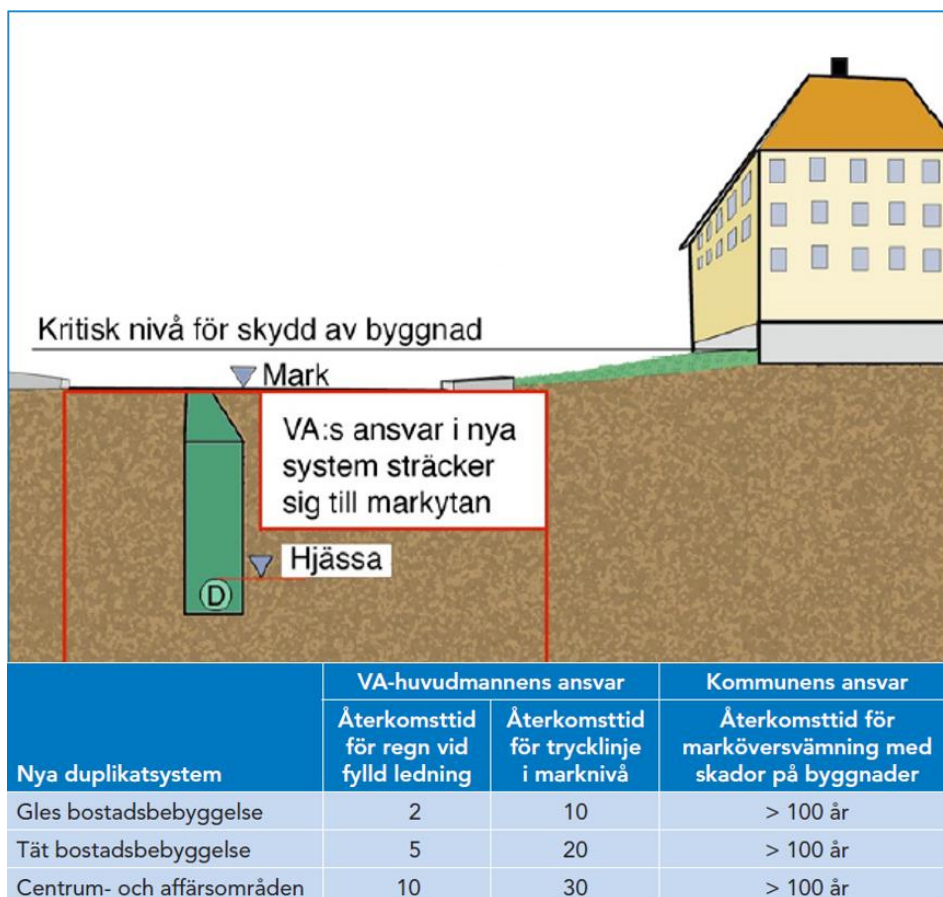 Kritisk nivå för skydd av byggnad
Mark
VA:s ansvar i nya
system sträcker
sig till markytan
Hjässa
D
VA-huvudmannens ansvar
Kommunens ansvar
Nya duplikatsystem
Återkomsttid
för regn vid
fylld ledning
Återkomsttid
för trycklinje
i marknivå
Återkomsttid för
marköversvämning med
skador på byggnader
Gles bostadsbebyggelse 2 10 > 100 år
Tät bostadsbebyggelse 5 20 > 100 år
Centrum- och affärsområden 10 30 > 100 år